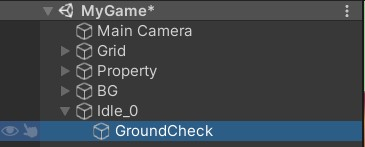 MyGame*
Main Camera
Grid
Property
BG
Idle_0
GroundCheck